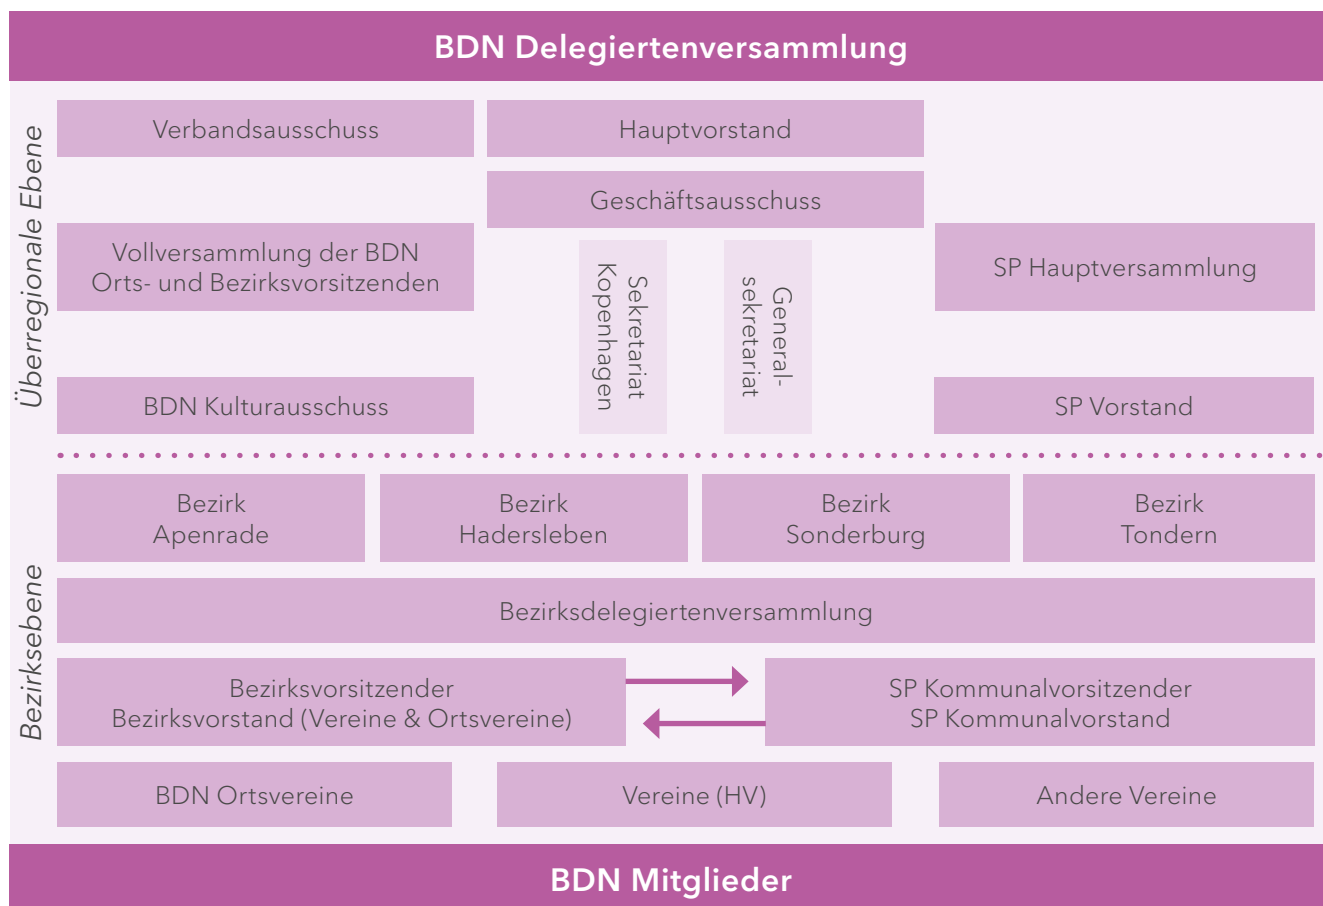 BDN Delegiertenversammlung
Überregionale Ebene
Verbandsausschuss
Hauptvorstand
Geschäftsausschuss
Vollversammlung der BDN
Orts- und Bezirksvorsitzenden
SP Hauptversammlung
Sekretariat
Kopenhagen
General-
sekretariat
BDN Kulturausschuss
SP Vorstand
Bezirksebene
Bezirk
Apenrade
Bezirk
Hadersleben
Bezirk
Sonderburg
Bezirk
Tondern
Bezirksdelegiertenversammlung
Bezirksvorsitzender
Bezirksvorstand (Vereine & Ortsvereine)
SP Kommunalvorsitzender
SP Kommunalvorstand
BDN Ortsvereine
Vereine (HV)
Andere Vereine
BDN Mitglieder